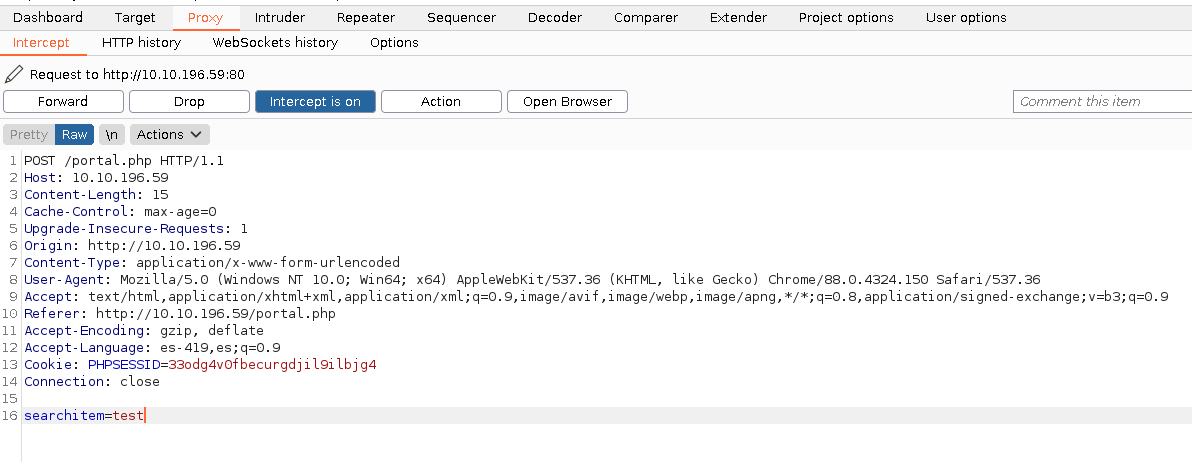 Dashboard Target Proxy Intruder Repeater Sequencer Decoder Comparer Extender Project options User options
Intercept HTTP history WebSockets history Options
Request to http://10.10.196.59:80
Forward Drop Intercept is on Action Open Browser Comment this item
Pretty Raw \n Actions
1 POST /portal.php HTTP/1.1
2 Host: 10.10.196.59
3 Content-Length: 15
4 Cache-Control: max-age=0
5 Upgrade-Insecure-Requests: 1
6 Origin: http://10.10.196.59
7 Content-Type: application/x-www-form-urlencoded
8 User-Agent: Mozilla/5.0 (Windows NT 10.0; Win64; x64) AppleWebKit/537.36 (KHTML, like Gecko) Chrome/88.0.4324.150 Safari/537.36
9 Accept: text/html,application/xhtml+xml,application/xml;q=0.9,image/avif,image/webp,image/apng,*/*;q=0.8,application/signed-exchange;v=b3;q=0.9
10 Referer: http://10.10.196.59/portal.php
11 Accept-Encoding: gzip, deflate
12 Accept-Language: es-419,es;q=0.9
13 Cookie: PHPSESSID=33odg4v0fbecurgdjil9ilbjg4
14 Connection: close
15
16 searchitem=test